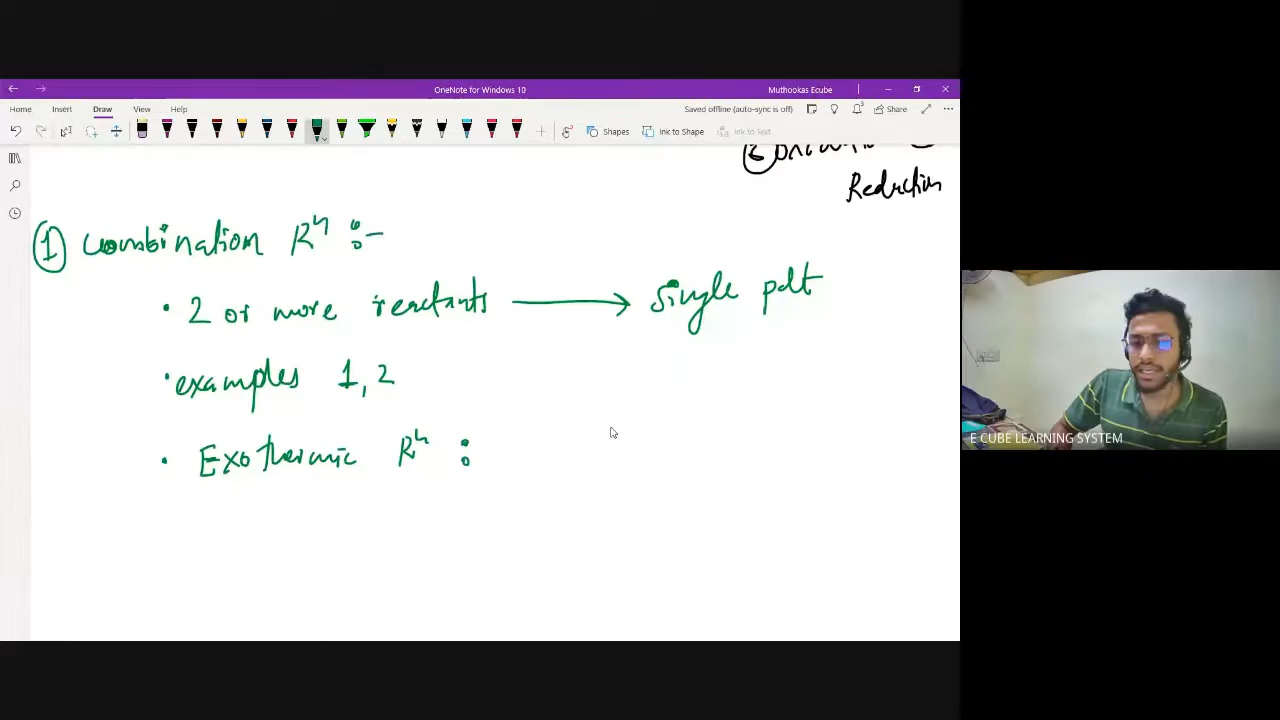 OneNote for Windows 10
Muthookas Ecube
Home Insert Draw View Help
Saved offline (auto-sync is off)
Share
Shapes
Ink to Shape
Ink to Text
Reduction
① Combination Rⁿ :-
• 2 or more reactants ⟶ single pdt
• examples 1, 2
• Exothermic Rⁿ :
E CUBE LEARNING SYSTEM